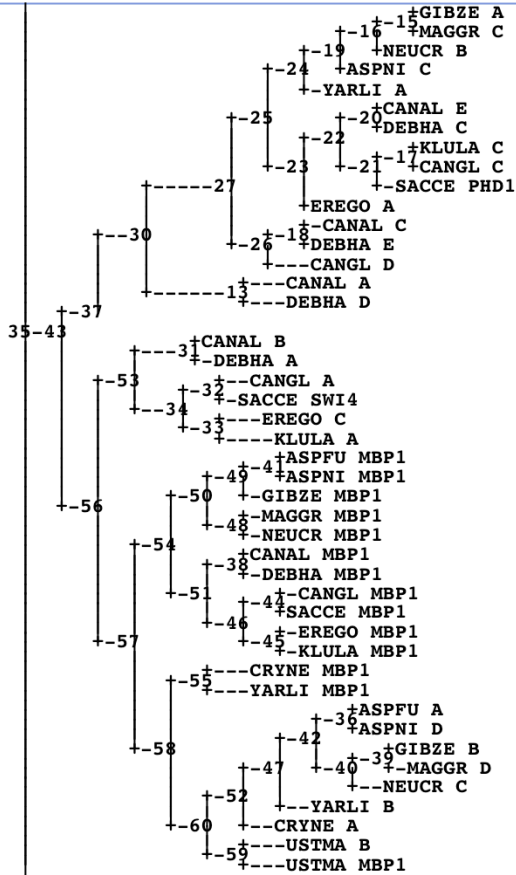 +GIBZE A
+-15
+-16 +MAGGR C
+-19 +NEUCR B
+-24 +ASPNI C
+-YARLI A
+CANAL E
+-25 +-20
+DEBHA C
+-22 +KLULA C
+-17
+-23 +-21 +CANGL C
+-----27 +-SACCE PHD1
+EREGO A
+-CANAL C
+--30 +-18
+-26 +DEBHA E
+---CANGL D
+---CANAL A
+------13
+---DEBHA D
+-37
35-43 +CANAL B
+---31
+-DEBHA A
+-53 +--CANGL A
+-32
+-SACCE SWI4
+--34 +---EREGO C
+-33
+----KLULA A
+ASPFU MBP1
+-41
+-49 +ASPNI MBP1
+-50 +-GIBZE MBP1
+-56 +-MAGGR MBP1
+-48
+-NEUCR MBP1
+-54 +CANAL MBP1
+-38
+-DEBHA MBP1
+-51 +-CANGL MBP1
+-44
+SACCE MBP1
+-46 +-EREGO MBP1
+-57 +-45
+-KLULA MBP1
+---CRYNE MBP1
+-55
+---YARLI MBP1
+ASPFU A
+-36
+ASPNI D
+-42 +GIBZE B
+-58 +-39
+-47 +-40 +-MAGGR D
+--NEUCR C
+-52 +--YARLI B
+-60 +--CRYNE A
+---USTMA B
+-59
+---USTMA MBP1